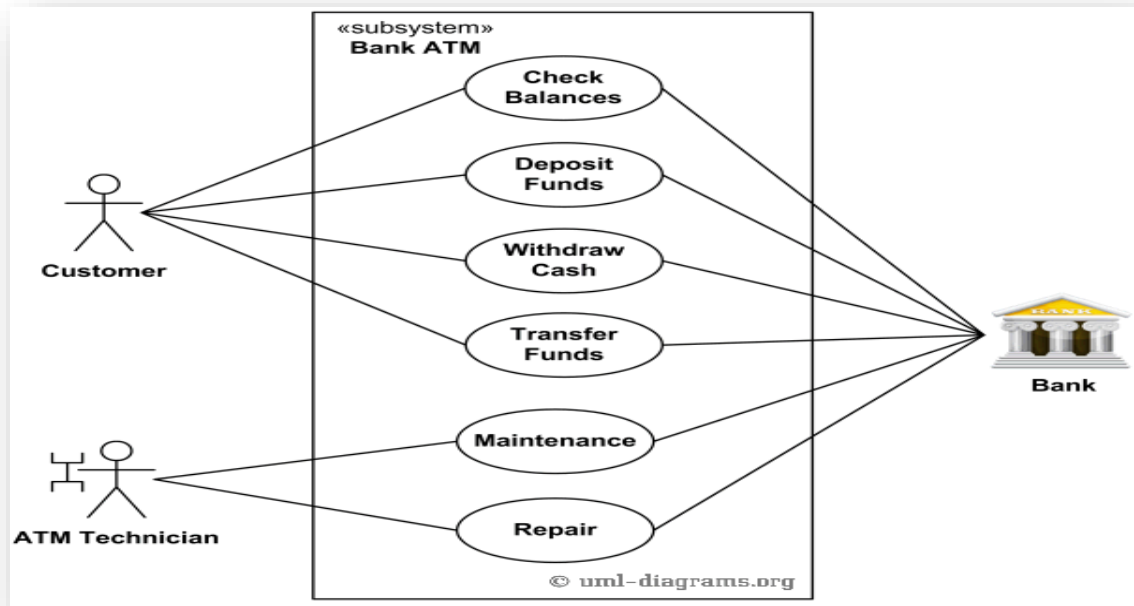 «subsystem»
Bank ATM
Check
Balances
Deposit
Funds
Withdraw
Cash
Customer
Transfer
Funds
BANK
Bank
Maintenance
ATM Technician
Repair
© uml-diagrams.org